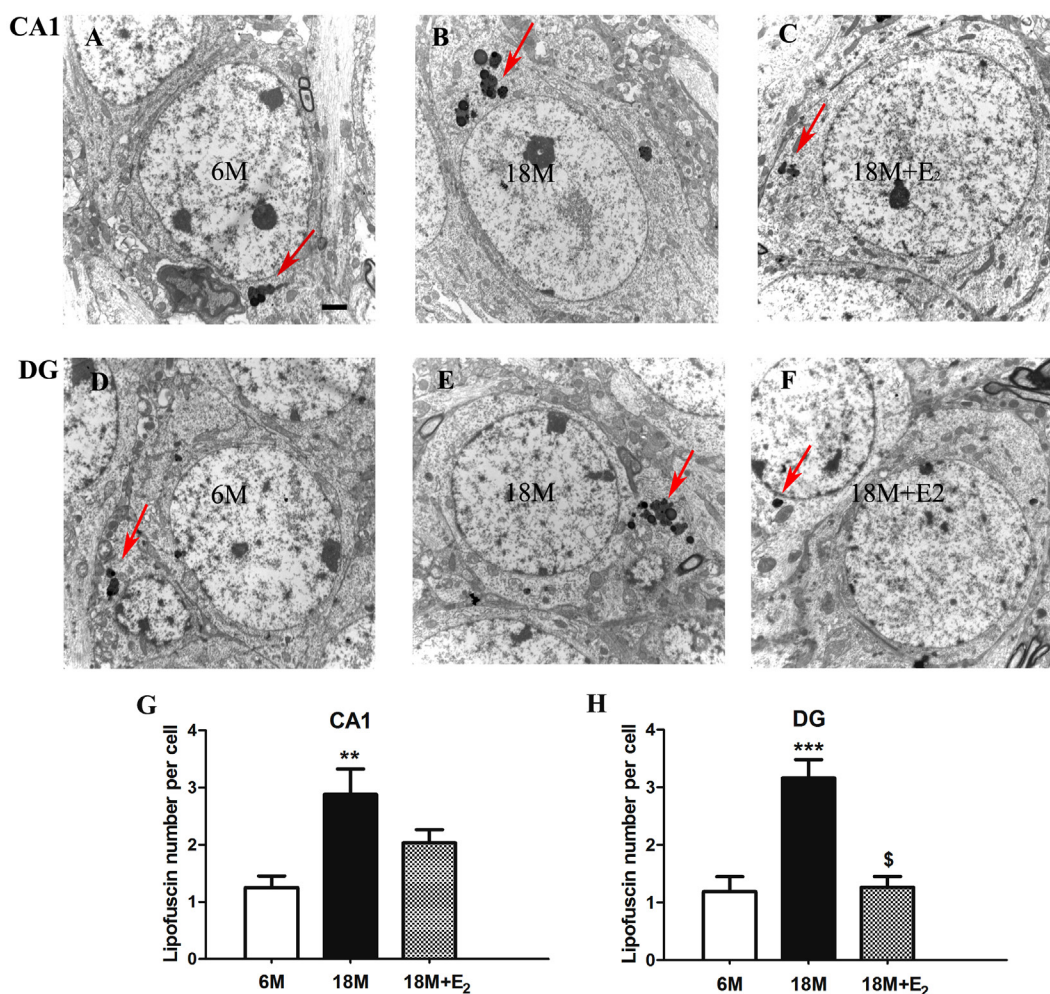 CA1
A
6M
B
18M
C
18M+E₂
DG
D
6M
E
18M
F
18M+E2
G
CA1
Lipofuscin number per cell
4
3
2
1
0
**
6M
18M
18M+E₂
H
DG
Lipofuscin number per cell
4
3
2
1
0
***
$
6M
18M
18M+E₂